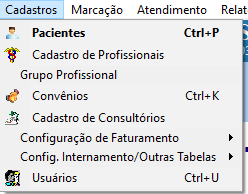 Cadastros Marcação Atendimento Relat
Pacientes Ctrl+P
Cadastro de Profissionais
Grupo Profissional
Convênios Ctrl+K
Cadastro de Consultórios
Configuração de Faturamento
Config. Internamento/Outras Tabelas
Usuários Ctrl+U